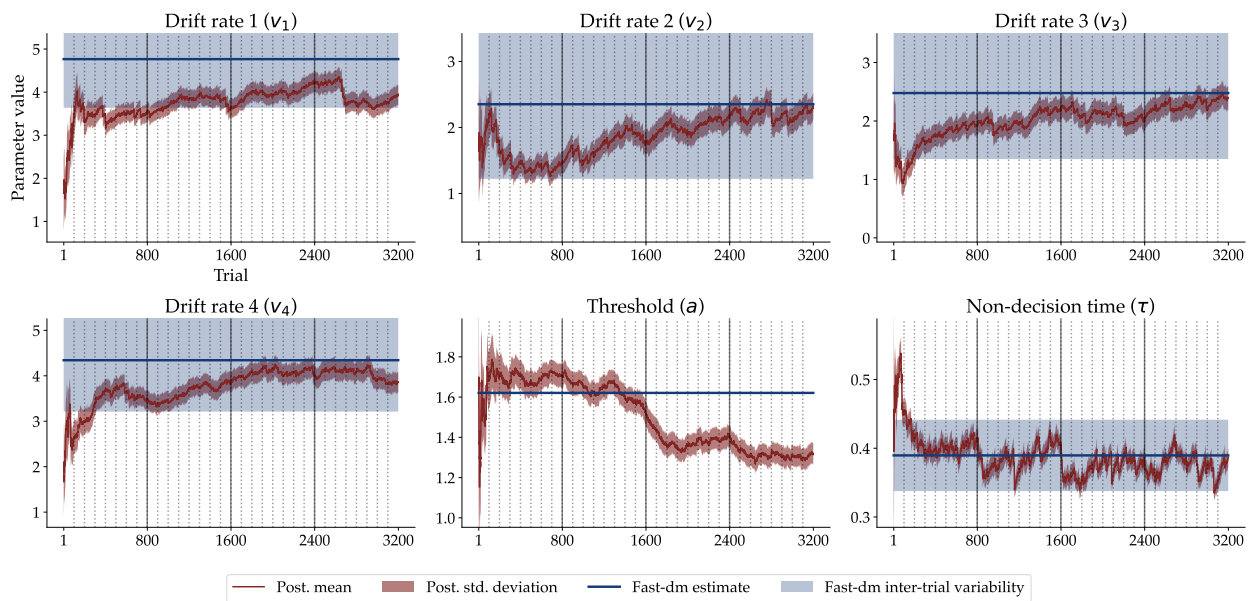 Drift rate 1 (v₁)
Drift rate 2 (v₂)
Drift rate 3 (v₃)
Parameter value
5
4
3
2
1
1 800 1600 2400 3200
Trial
3
2
1
1 800 1600 2400 3200
3
2
1
0
1 800 1600 2400 3200
Drift rate 4 (v₄)
Threshold (a)
Non-decision time (τ)
5
4
3
2
1
1 800 1600 2400 3200
1.8
1.6
1.4
1.2
1.0
1 800 1600 2400 3200
0.5
0.4
0.3
1 800 1600 2400 3200
Post. mean Post. std. deviation Fast-dm estimate Fast-dm inter-trial variability